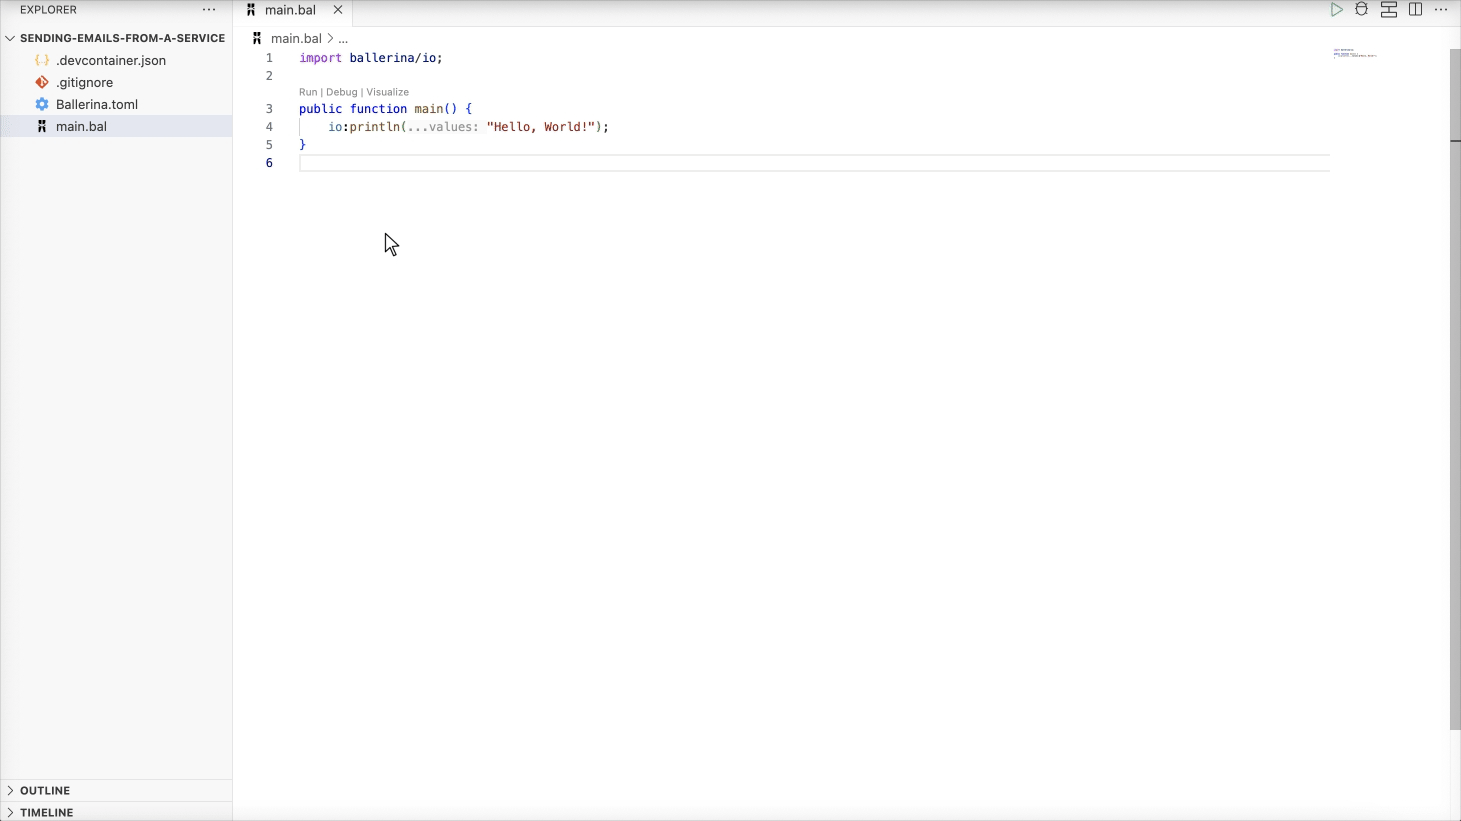 EXPLORER
···
SENDING-EMAILS-FROM-A-SERVICE
{..} .devcontainer.json
.gitignore
Ballerina.toml
main.bal
OUTLINE
TIMELINE
main.bal
main.bal > ...
1 import ballerina/io;
2
Run | Debug | Visualize
3 public function main() {
4 io:println(...values: "Hello, World!");
5 }
6